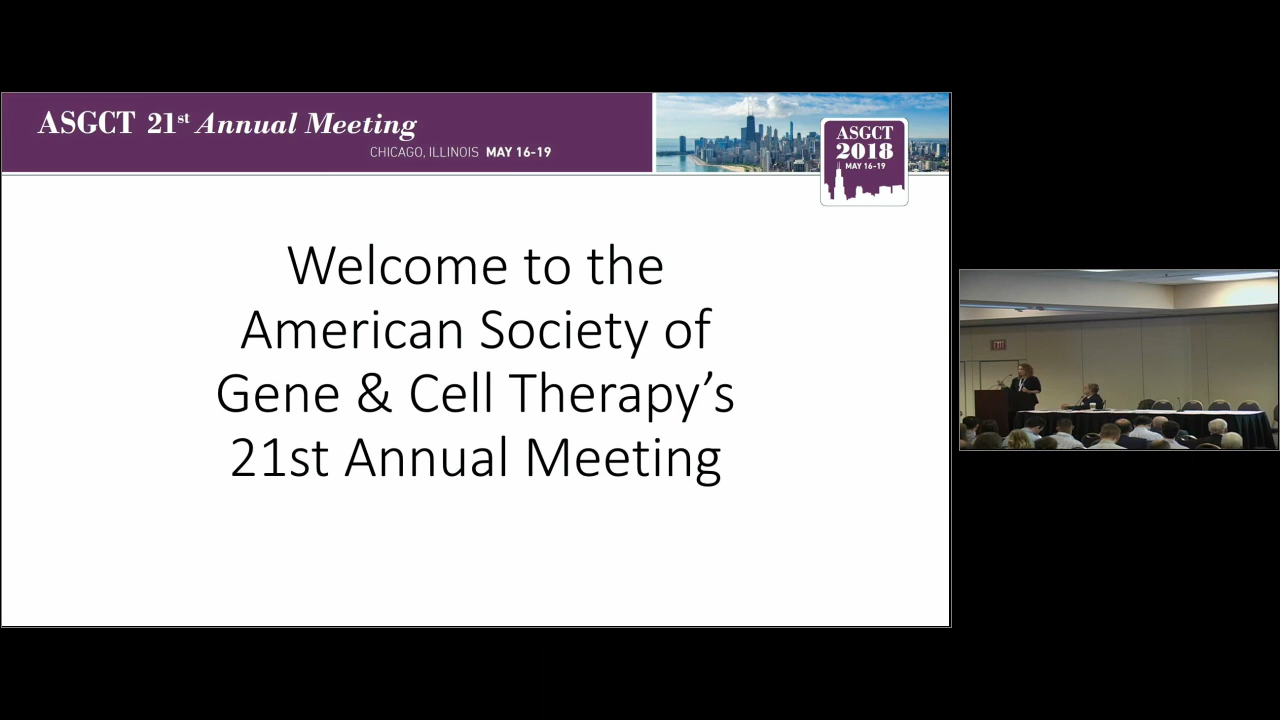 ASGCT 21st Annual Meeting
CHICAGO, ILLINOIS MAY 16-19
ASGCT
2018
MAY 16-19
Welcome to the
American Society of
Gene & Cell Therapy’s
21st Annual Meeting
EXIT